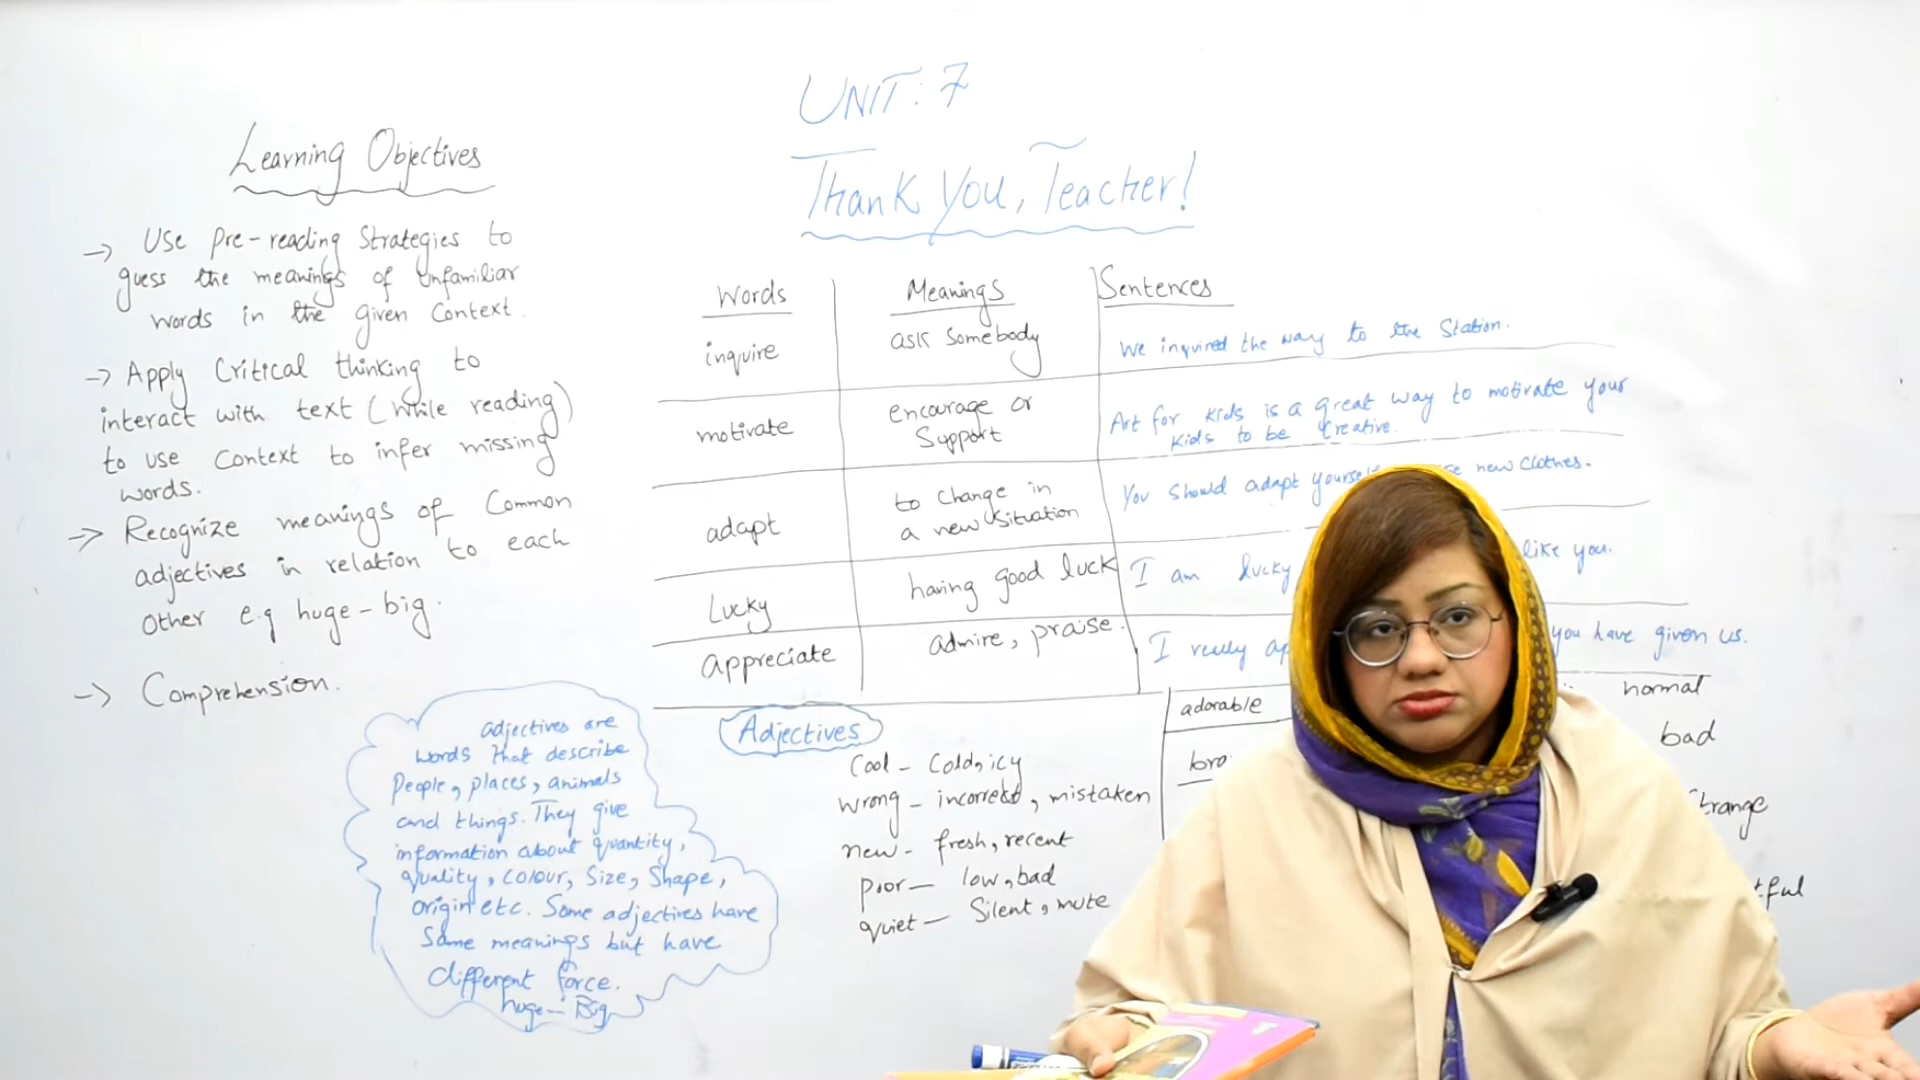 UNIT: 7
Thank You, Teacher!
Learning Objectives
→ Use pre-reading Strategies to
guess the meanings of unfamiliar
words in the given Context.
→ Apply Critical thinking to
interact with text (while reading)
to use Context to infer missing
words.
→ Recognize meanings of Common
adjectives in relation to each
other e.g huge - big.
→ Comprehension.
Words Meanings Sentences
inquire ask somebody We inquired the way to the Station.
motivate encourage or Art for kids is a great way to motivate your
Support Kids to be Creative.
adapt to change in You Should adapt new clothes.
a new situation
Lucky having good luck I am lucky like you.
appreciate admire, praise. I you have given us.
adjectives are
words that describe
People, places, animals
and things. They give
information about quantity,
quality, colour, Size, Shape,
origin etc. Some adjectives have
Same meanings but have
different force.
huge - Big
Adjectives
Cool - Cold, icy
wrong - incorrect, mistaken
new - fresh, recent
poor - low, bad
quiet - Silent, mute
adorable normal
bad